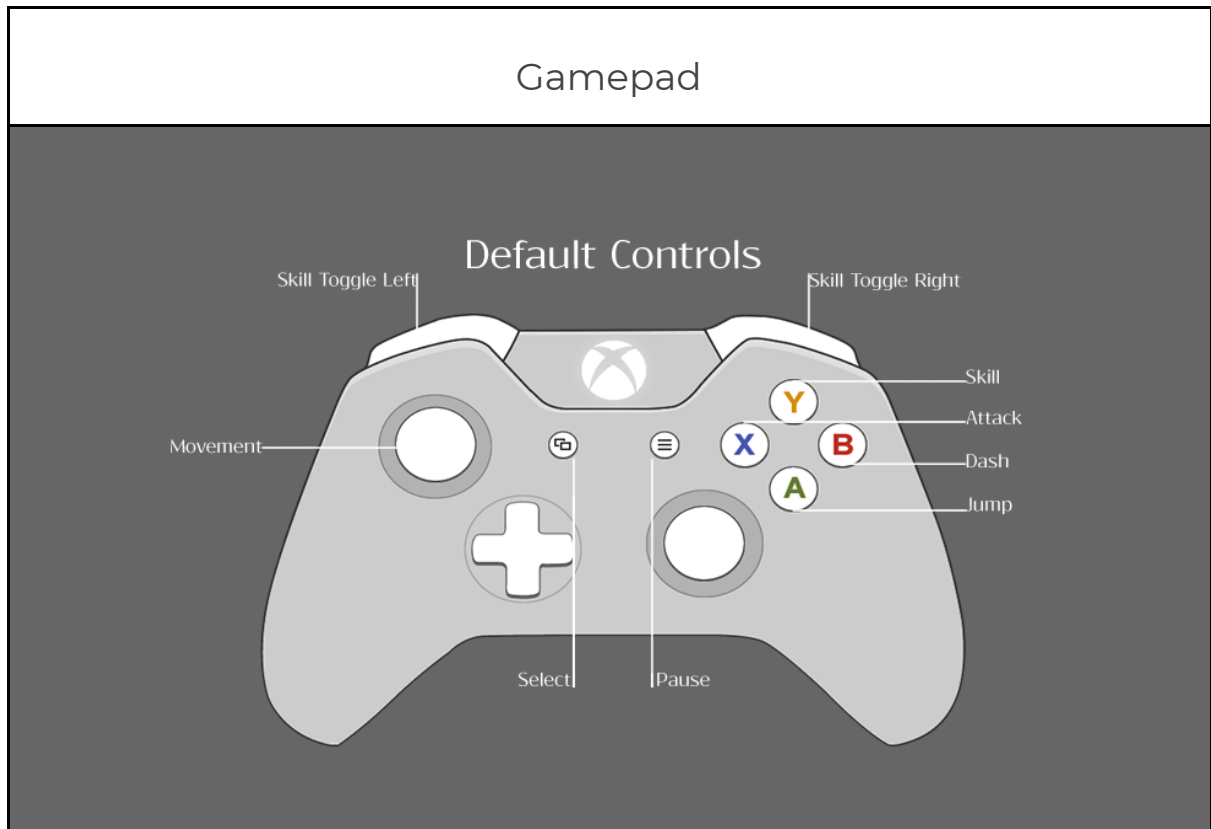 Gamepad
Default Controls
Skill Toggle Left
Skill Toggle Right
Skill
Y
Attack
X
B
Movement
Dash
A
Jump
Select
Pause